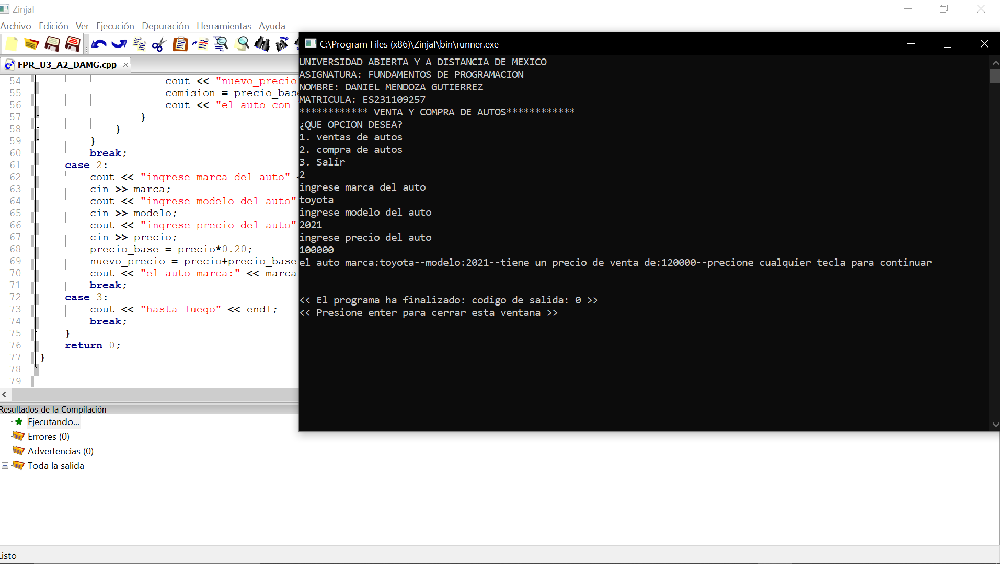 Zinjal
Archivo Edición Ver Ejecución Depuración Herramientas Ayuda
FPR_U3_A2_DAMG.cpp
54 cout << "nuevo_precio
55 comision = precio_base
56 cout << "el auto con
57 }
58 }
59 }
60 break;
61 case 2:
62 cout << "ingrese marca del auto" <
63 cin >> marca;
64 cout << "ingrese modelo del auto"
65 cin >> modelo;
66 cout << "ingrese precio del auto"
67 cin >> precio;
68 precio_base = precio*0.20;
69 nuevo_precio = precio+precio_base
70 cout << "el auto marca:" << marca
71 break;
72 case 3:
73 cout << "hasta luego" << endl;
74 break;
75 }
76 return 0;
77 }
78
79
Resultados de la Compilación
Ejecutando...
Errores (0)
Advertencias (0)
Toda la salida
Listo
C:\Program Files (x86)\Zinjal\bin\runner.exe
UNIVERSIDAD ABIERTA Y A DISTANCIA DE MEXICO
ASIGNATURA: FUNDAMENTOS DE PROGRAMACION
NOMBRE: DANIEL MENDOZA GUTIERREZ
MATRICULA: ES231109257
************ VENTA Y COMPRA DE AUTOS************
¿QUE OPCION DESEA?
1. ventas de autos
2. compra de autos
3. Salir
2
ingrese marca del auto
toyota
ingrese modelo del auto
2021
ingrese precio del auto
100000
el auto marca:toyota--modelo:2021--tiene un precio de venta de:120000--precione cualquier tecla para continuar
<< El programa ha finalizado: codigo de salida: 0 >>
<< Presione enter para cerrar esta ventana >>